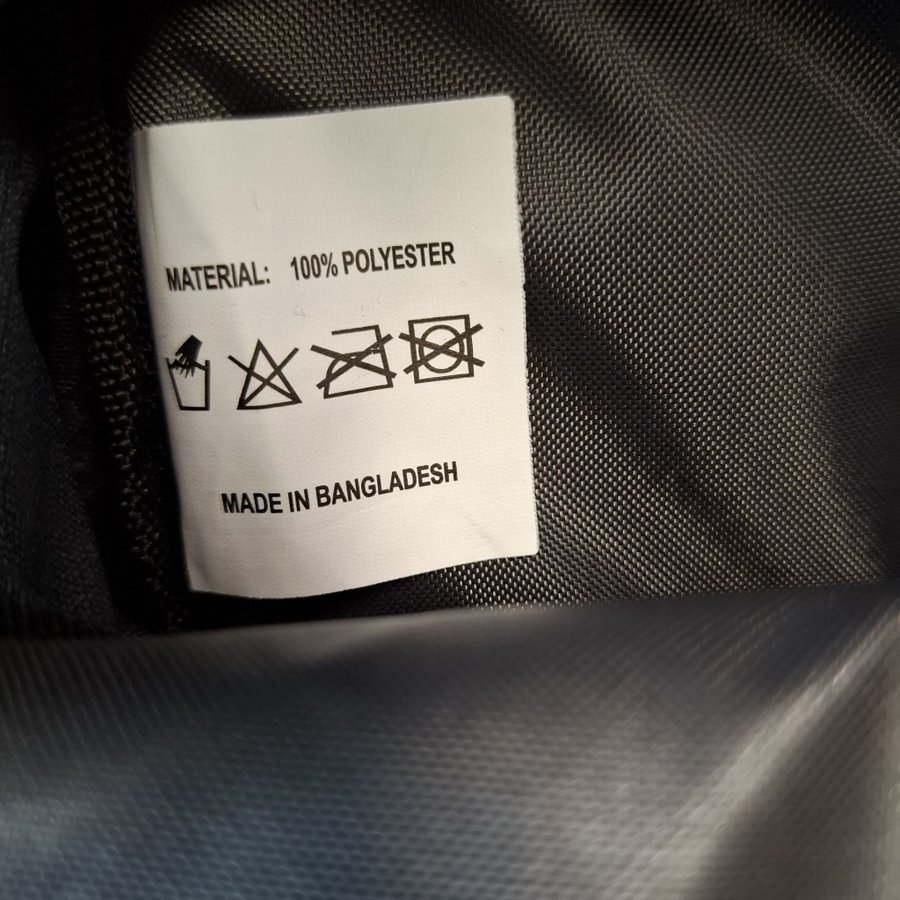 MATERIAL: 100% POLYESTER
MADE IN BANGLADESH